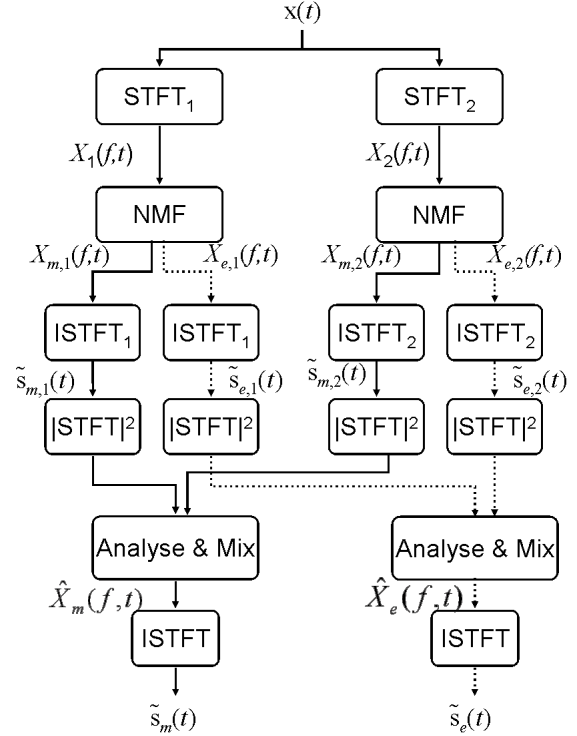 x(t)
STFT₁ STFT₂
X₁(f,t) X₂(f,t)
NMF NMF
Xₘ,₁(f,t) Xₑ,₁(f,t) Xₘ,₂(f,t) Xₑ,₂(f,t)
ISTFT₁ ISTFT₁ ISTFT₂ ISTFT₂
s̃ₘ,₁(t) s̃ₑ,₁(t) s̃ₘ,₂(t) s̃ₑ,₂(t)
|STFT|² |STFT|² |STFT|² |STFT|²
Analyse & Mix Analyse & Mix
X̂ₘ(f,t) X̂ₑ(f,t)
ISTFT ISTFT
s̃ₘ(t) s̃ₑ(t)